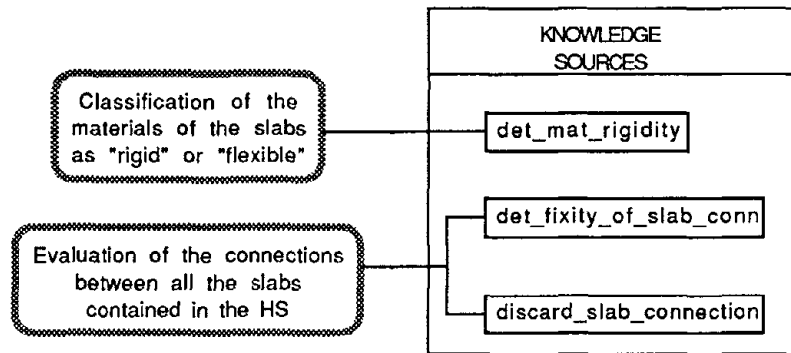 KNOWLEDGE
SOURCES
Classification of the
materials of the slabs
as "rigid" or "flexible"
det_mat_rigidity
det_fixity_of_slab_conn
Evaluation of the connections
between all the slabs
contained in the HS
discard_slab_connection